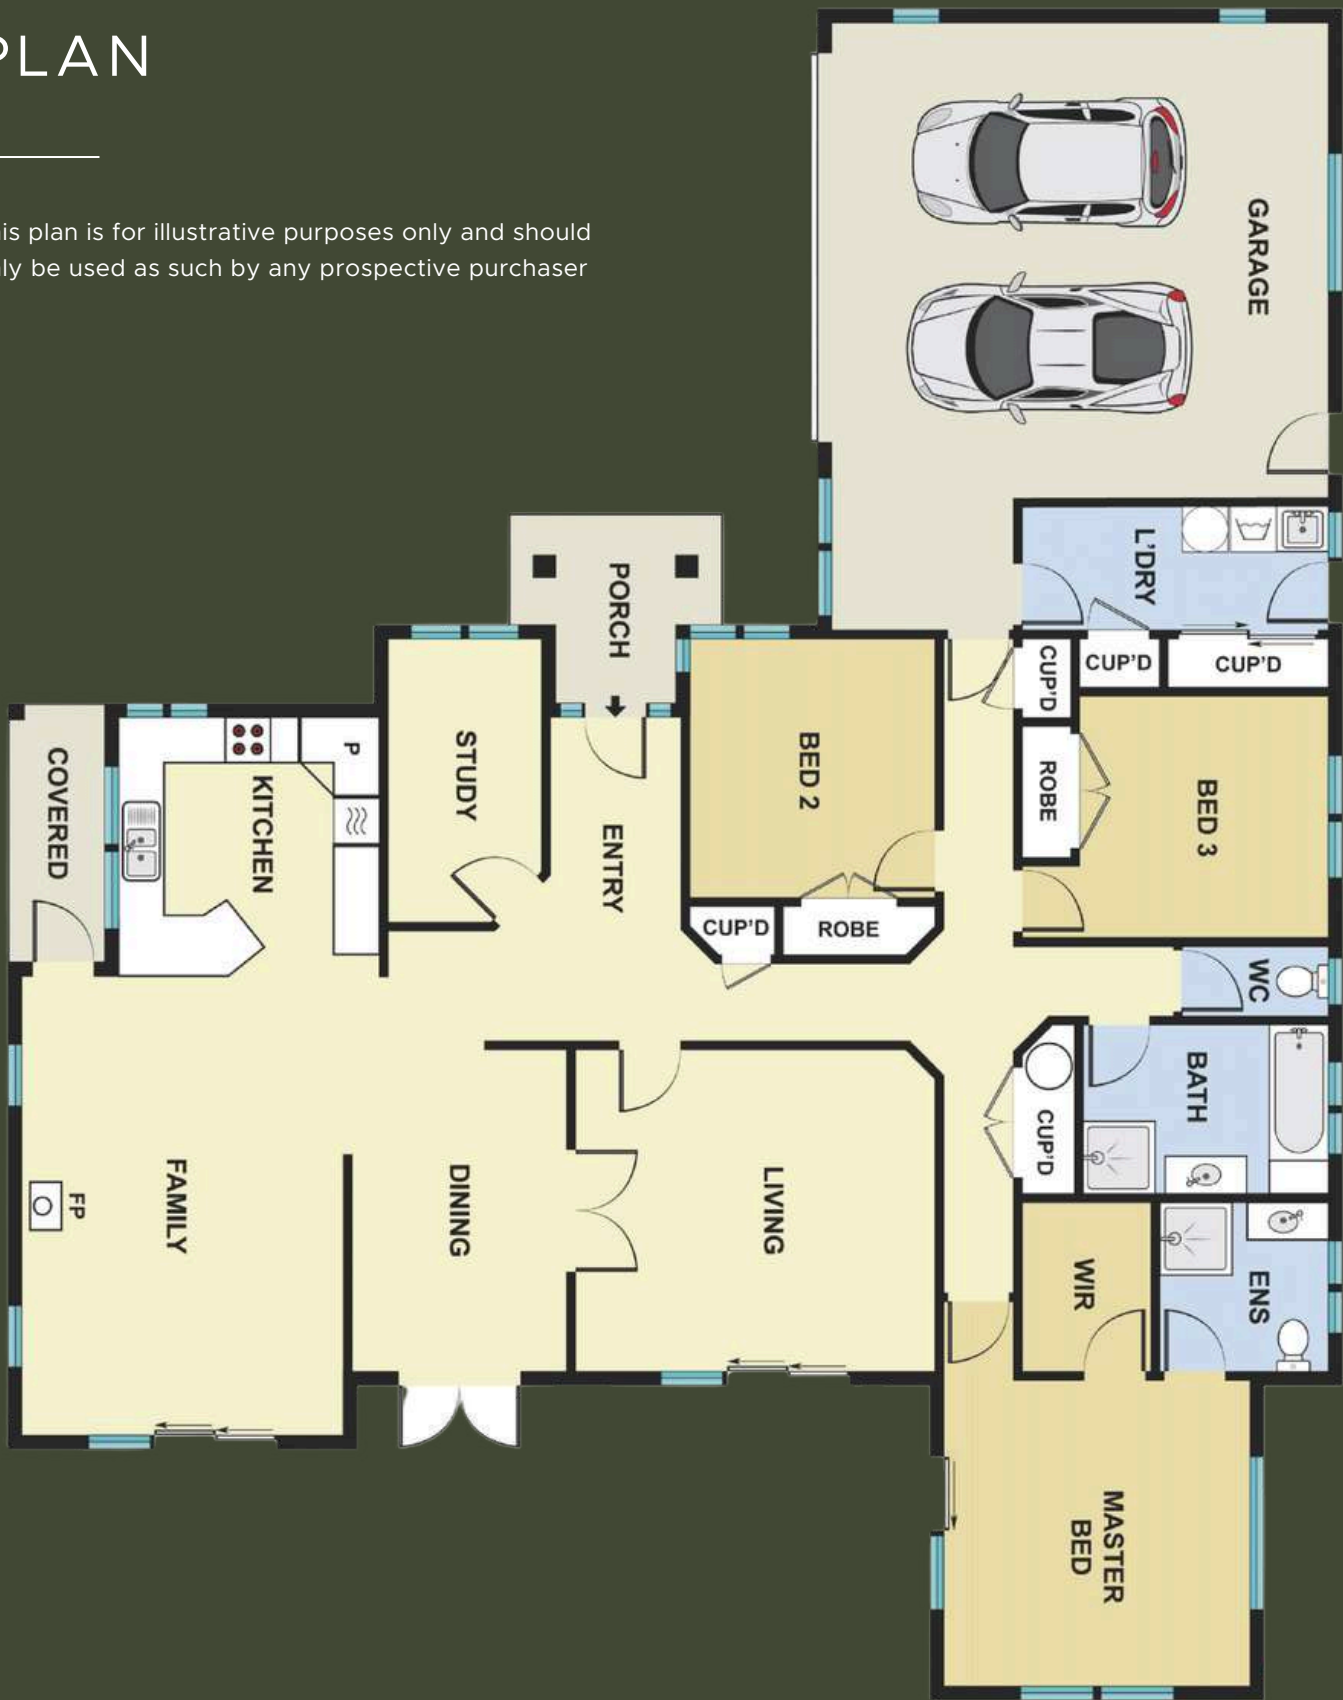 PLAN
his plan is for illustrative purposes only and should
ly be used as such by any prospective purchaser
GARAGE
L'DRY
PORCH
CUP'D
CUP'D
CUP'D
COVERED
KITCHEN
P
STUDY
ENTRY
BED 2
ROBE
BED 3
CUP'D
ROBE
WC
BATH
CUP'D
FP
FAMILY
DINING
LIVING
WIR
ENS
MASTER
BED